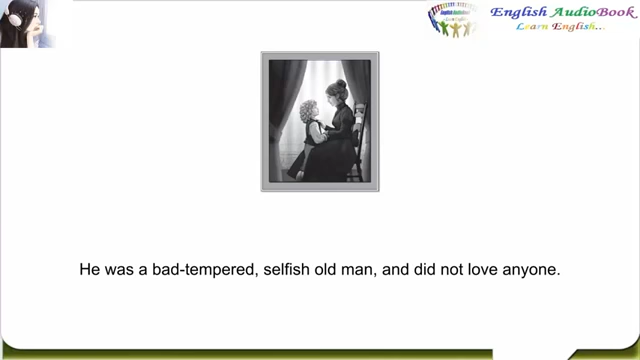 English AudioBook
Learn English...
He was a bad-tempered, selfish old man, and did not love anyone.